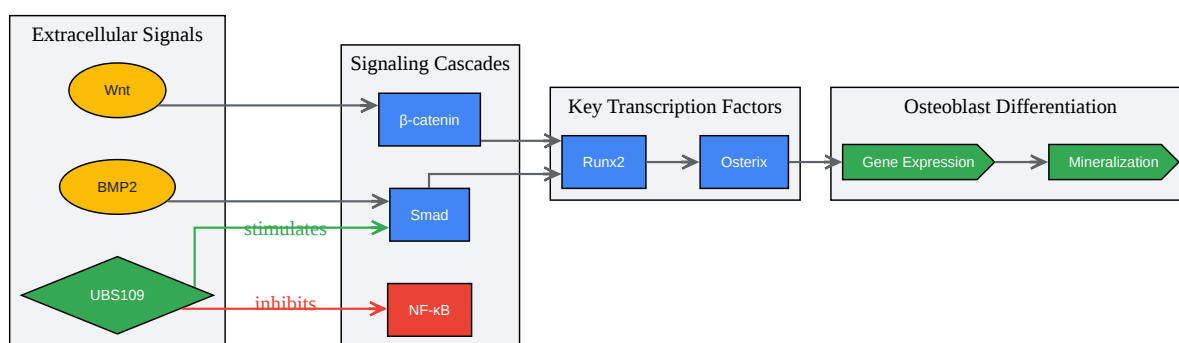 Extracellular Signals
Wnt
BMP2
UBS109
stimulates
inhibits
Signaling Cascades
β-catenin
Smad
NF-κB
Key Transcription Factors
Runx2
Osterix
Osteoblast Differentiation
Gene Expression
Mineralization